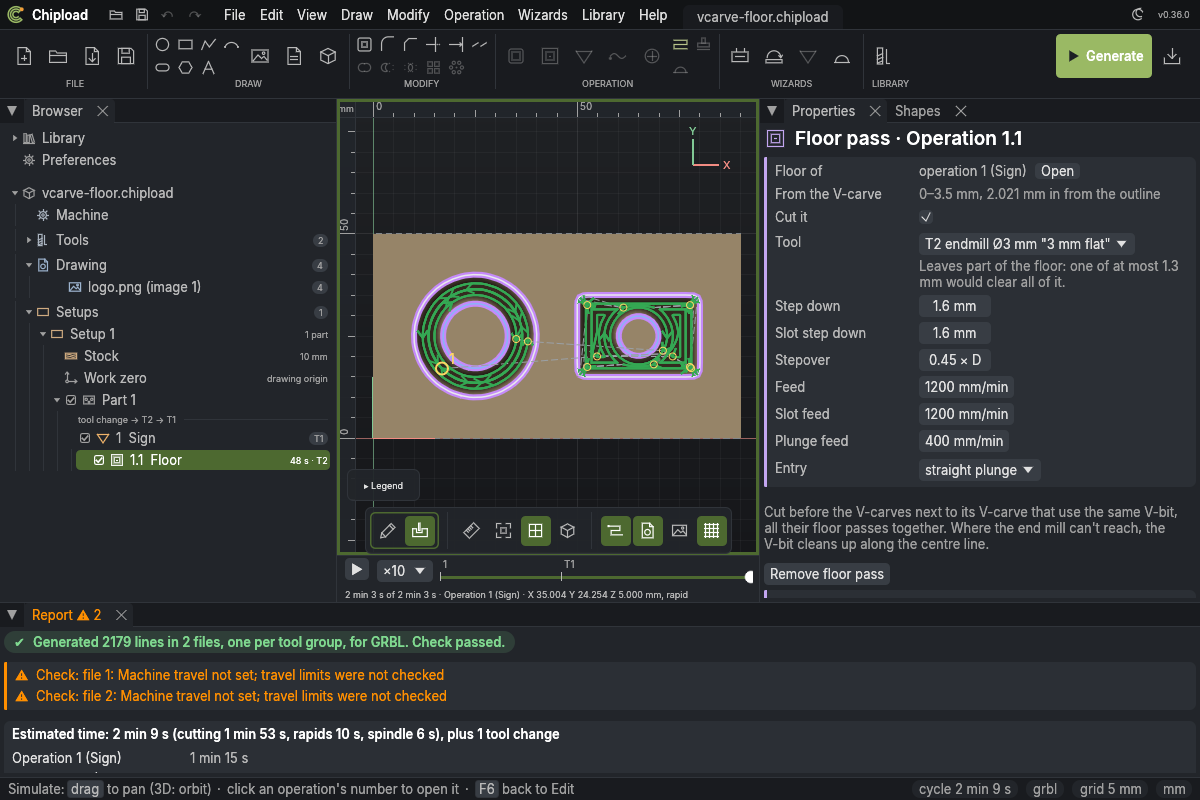 Chipload
File Edit View Draw Modify Operation Wizards Library Help
vcarve-floor.chipload
v0.36.0
FILE
DRAW
MODIFY
OPERATION
WIZARDS
LIBRARY
Generate
Browser
Library
Preferences
vcarve-floor.chipload
Machine
Tools 2
Drawing 4
logo.png (image 1) 4
Setups 1
Setup 1 1 part
Stock 10 mm
Work zero drawing origin
Part 1
tool change → T2 → T1
1 Sign T1
1.1 Floor 48 s · T2
mm 0 50
50
0
Y
X
1
Legend
×10
1 T1
2 min 3 s of 2 min 3 s · Operation 1 (Sign) · X 35.004 Y 24.254 Z 5.000 mm, rapid
Properties
Shapes
Floor pass · Operation 1.1
Floor of operation 1 (Sign) Open
From the V-carve 0–3.5 mm, 2.021 mm in from the outline
Cut it
Tool T2 endmill Ø3 mm "3 mm flat"
Leaves part of the floor: one of at most 1.3
mm would clear all of it.
Step down 1.6 mm
Slot step down 1.6 mm
Stepover 0.45 × D
Feed 1200 mm/min
Slot feed 1200 mm/min
Plunge feed 400 mm/min
Entry straight plunge
Cut before the V-carves next to its V-carve that use the same V-bit,
all their floor passes together. Where the end mill can't reach, the
V-bit cleans up along the centre line.
Remove floor pass
Report 2
Generated 2179 lines in 2 files, one per tool group, for GRBL. Check passed.
Check: file 1: Machine travel not set; travel limits were not checked
Check: file 2: Machine travel not set; travel limits were not checked
Estimated time: 2 min 9 s (cutting 1 min 53 s, rapids 10 s, spindle 6 s), plus 1 tool change
Operation 1 (Sign) 1 min 15 s
Simulate: drag to pan (3D: orbit) · click an operation's number to open it · F6 back to Edit
cycle 2 min 9 s grbl grid 5 mm mm